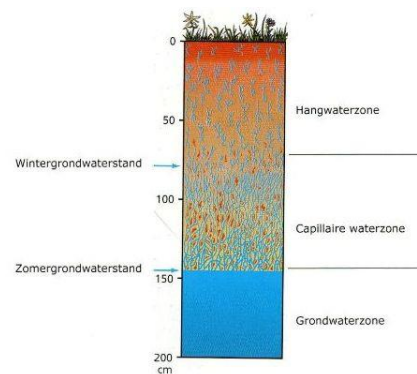 0
Hangwaterzone
50
Wintergrondwaterstand
100
Capillaire waterzone
Zomergrondwaterstand
150
Grondwaterzone
200
cm